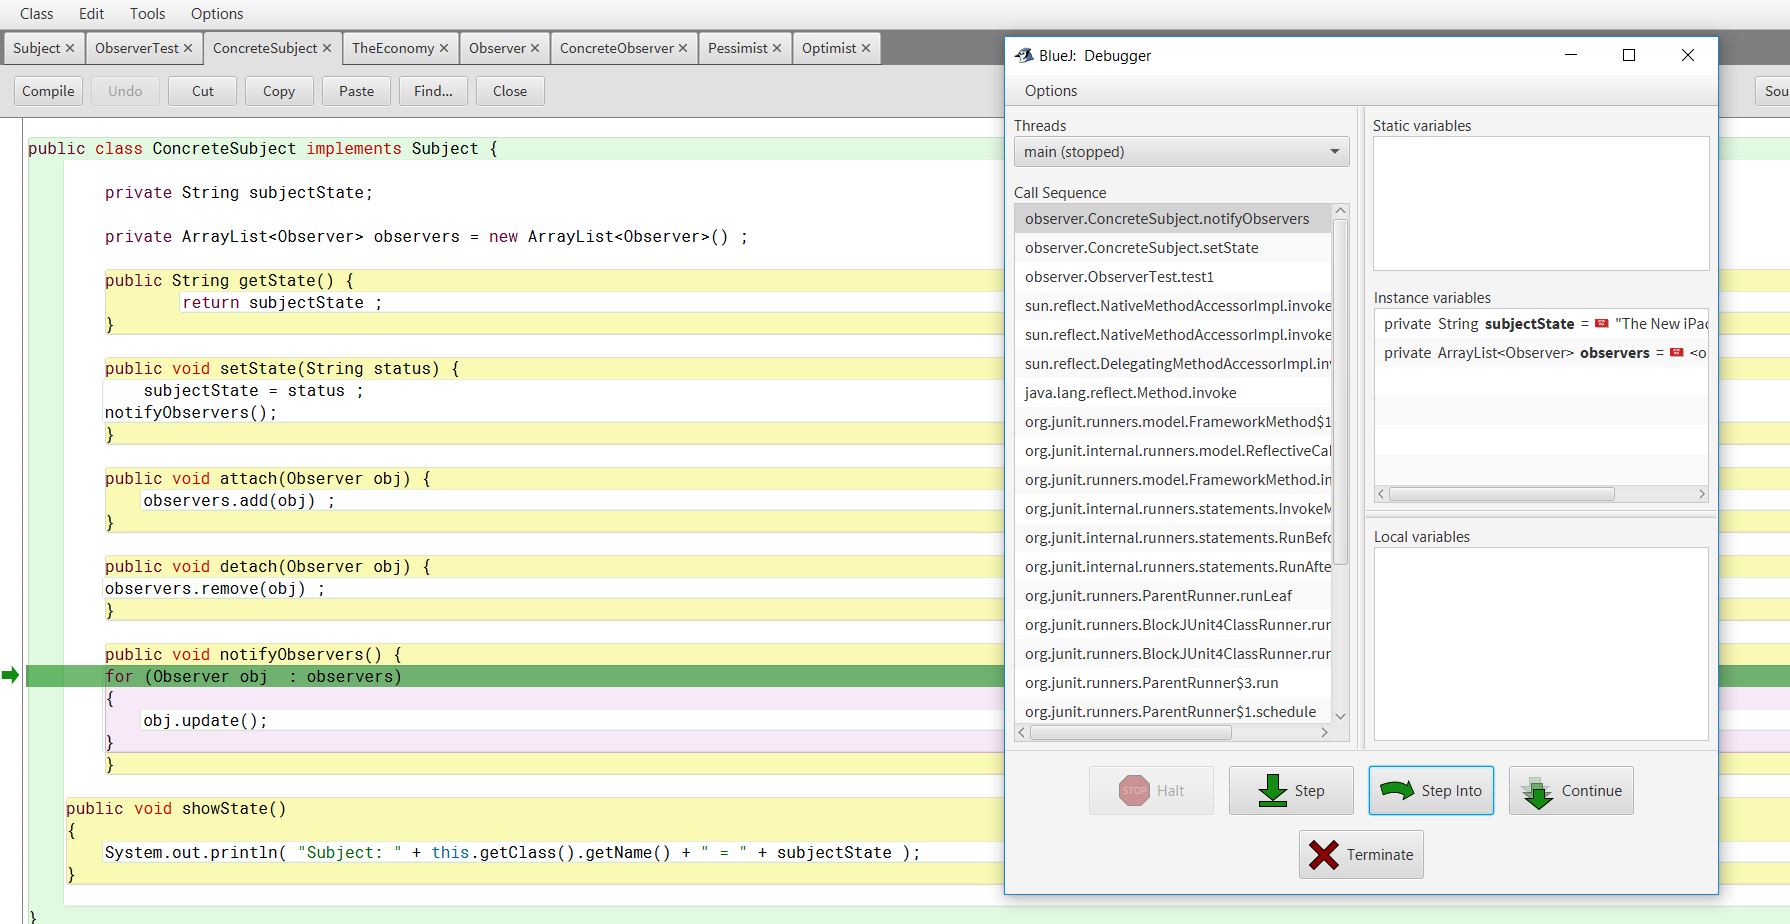 Class Edit Tools Options
Subject ✕ ObserverTest ✕ ConcreteSubject ✕ TheEconomy ✕ Observer ✕ ConcreteObserver ✕ Pessimist ✕ Optimist ✕
Compile Undo Cut Copy Paste Find... Close
Sou
public class ConcreteSubject implements Subject {
private String subjectState;
private ArrayList<Observer> observers = new ArrayList<Observer>() ;
public String getState() {
return subjectState ;
}
public void setState(String status) {
subjectState = status ;
notifyObservers();
}
public void attach(Observer obj) {
observers.add(obj) ;
}
public void detach(Observer obj) {
observers.remove(obj) ;
}
public void notifyObservers() {
for (Observer obj  : observers)
{
obj.update();
}
}
public void showState()
{
System.out.println( "Subject: " + this.getClass().getName() + " = " + subjectState );
}
}
BlueJ: Debugger
Options
Threads
main (stopped)
Call Sequence
observer.ConcreteSubject.notifyObservers
observer.ConcreteSubject.setState
observer.ObserverTest.test1
sun.reflect.NativeMethodAccessorImpl.invoke
sun.reflect.NativeMethodAccessorImpl.invoke
sun.reflect.DelegatingMethodAccessorImpl.in
java.lang.reflect.Method.invoke
org.junit.runners.model.FrameworkMethod$1
org.junit.internal.runners.model.ReflectiveCal
org.junit.runners.model.FrameworkMethod.in
org.junit.internal.runners.statements.InvokeM
org.junit.internal.runners.statements.RunBefo
org.junit.internal.runners.statements.RunAfte
org.junit.runners.ParentRunner.runLeaf
org.junit.runners.BlockJUnit4ClassRunner.run
org.junit.runners.BlockJUnit4ClassRunner.run
org.junit.runners.ParentRunner$3.run
org.junit.runners.ParentRunner$1.schedule
Static variables
Instance variables
private String subjectState = "The New iPad
private ArrayList<Observer> observers = <o
Local variables
STOP Halt
Step
Step Into
Continue
Terminate